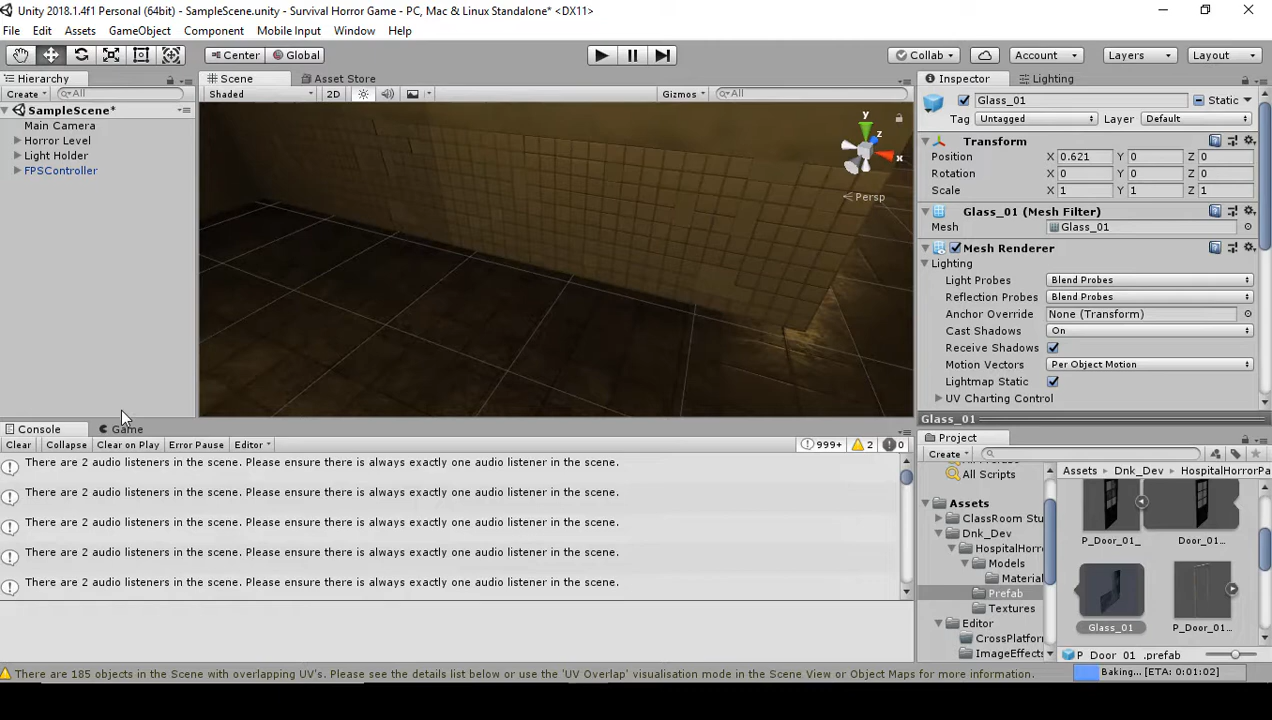 Unity 2018.1.4f1 Personal (64bit) - SampleScene.unity - Survival Horror Game - PC, Mac & Linux Standalone* <DX11>
File Edit Assets GameObject Component Mobile Input Window Help
Center Global Collab Account Layers Layout
Hierarchy Scene Asset Store Inspector Lighting
Create All Shaded 2D Gizmos All Glass_01 Static
SampleScene*
Tag Untagged Layer Default
Main Camera
Horror Level
Light Holder
FPSController
y
z
x
Persp
Transform
Position X 0.621 Y 0 Z 0
Rotation X 0 Y 0 Z 0
Scale X 1 Y 1 Z 1
Glass_01 (Mesh Filter)
Mesh Glass_01
Mesh Renderer
Lighting
Light Probes Blend Probes
Reflection Probes Blend Probes
Anchor Override None (Transform)
Cast Shadows On
Receive Shadows
Motion Vectors Per Object Motion
Lightmap Static
UV Charting Control
Glass_01
Console Game
Clear Collapse Clear on Play Error Pause Editor 999+ 2 0
There are 2 audio listeners in the scene. Please ensure there is always exactly one audio listener in the scene.
There are 2 audio listeners in the scene. Please ensure there is always exactly one audio listener in the scene.
There are 2 audio listeners in the scene. Please ensure there is always exactly one audio listener in the scene.
There are 2 audio listeners in the scene. Please ensure there is always exactly one audio listener in the scene.
There are 2 audio listeners in the scene. Please ensure there is always exactly one audio listener in the scene.
Project
Create
All Scripts
Assets
ClassRoom Stu
Dnk_Dev
HospitalHorr
Models
Material
Prefab
Textures
Editor
CrossPlatfor
ImageEffects
Assets Dnk_Dev HospitalHorrorPa
P_Door_01_ Door_01...
Glass_01 P_Door_01...
P_Door_01_.prefab
There are 185 objects in the Scene with overlapping UV's. Please see the details list below or use the 'UV Overlap' visualisation mode in the Scene View or Object Maps for more information.
Baking... [ETA: 0:01:02]